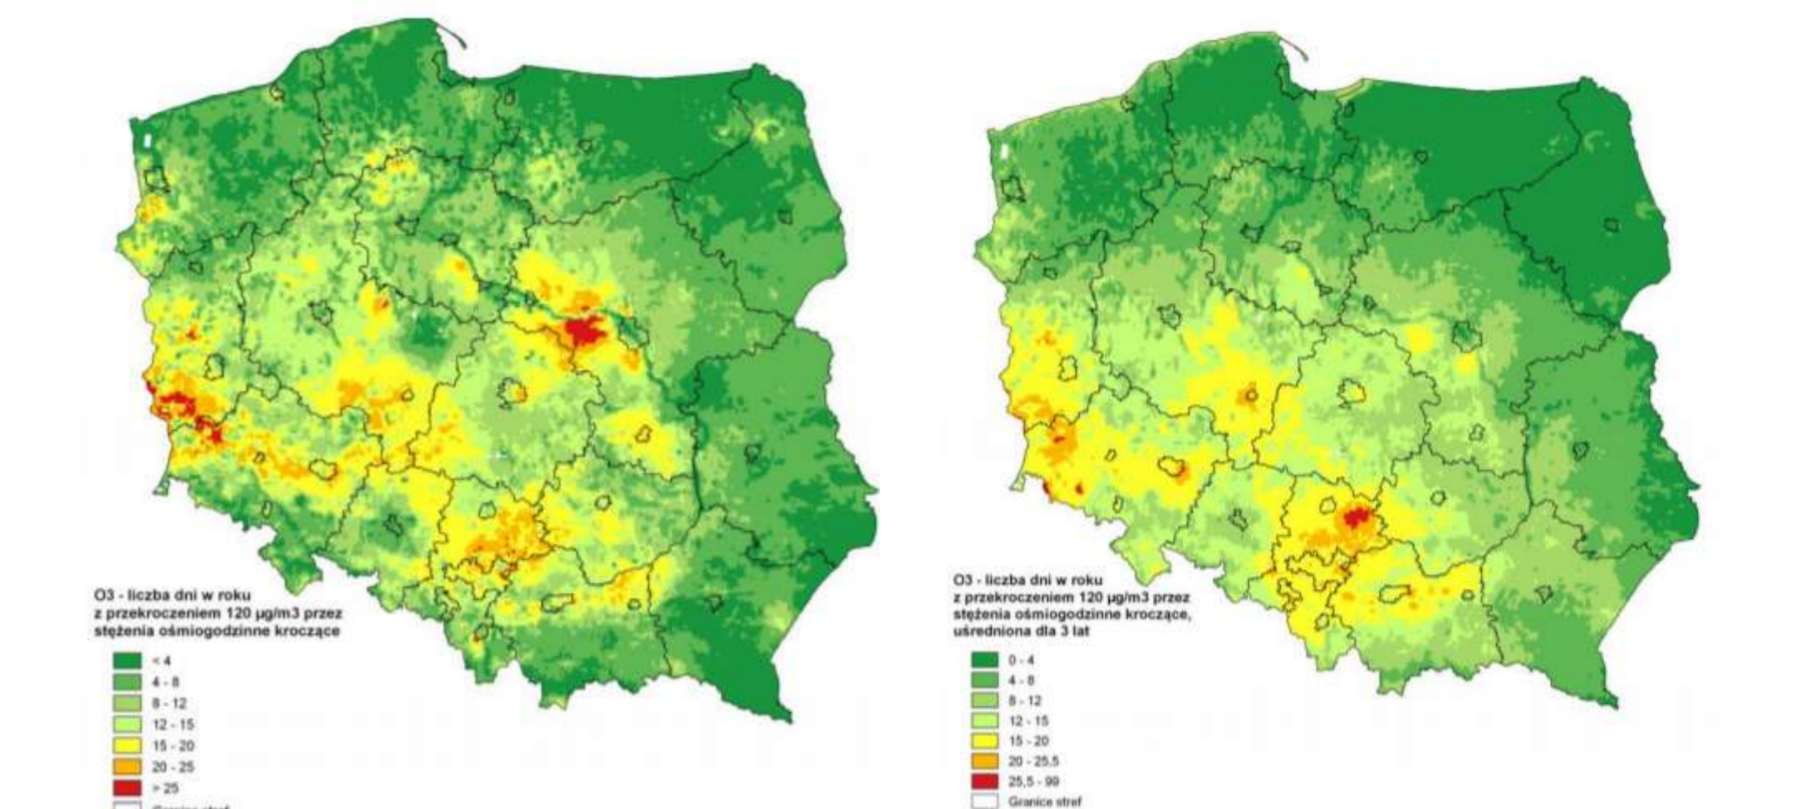 O3 - liczba dni w roku
z przekroczeniem 120 µg/m3 przez
stężenia ośmiogodzinne kroczące
< 4
4 - 8
8 - 12
12 - 15
15 - 20
20 - 25
> 25
O3 - liczba dni w roku
z przekroczeniem 120 µg/m3 przez
stężenia ośmiogodzinne kroczące,
uśredniona dla 3 lat
0 - 4
4 - 8
8 - 12
12 - 15
15 - 20
20 - 25,5
25,5 - 99
Granice stref